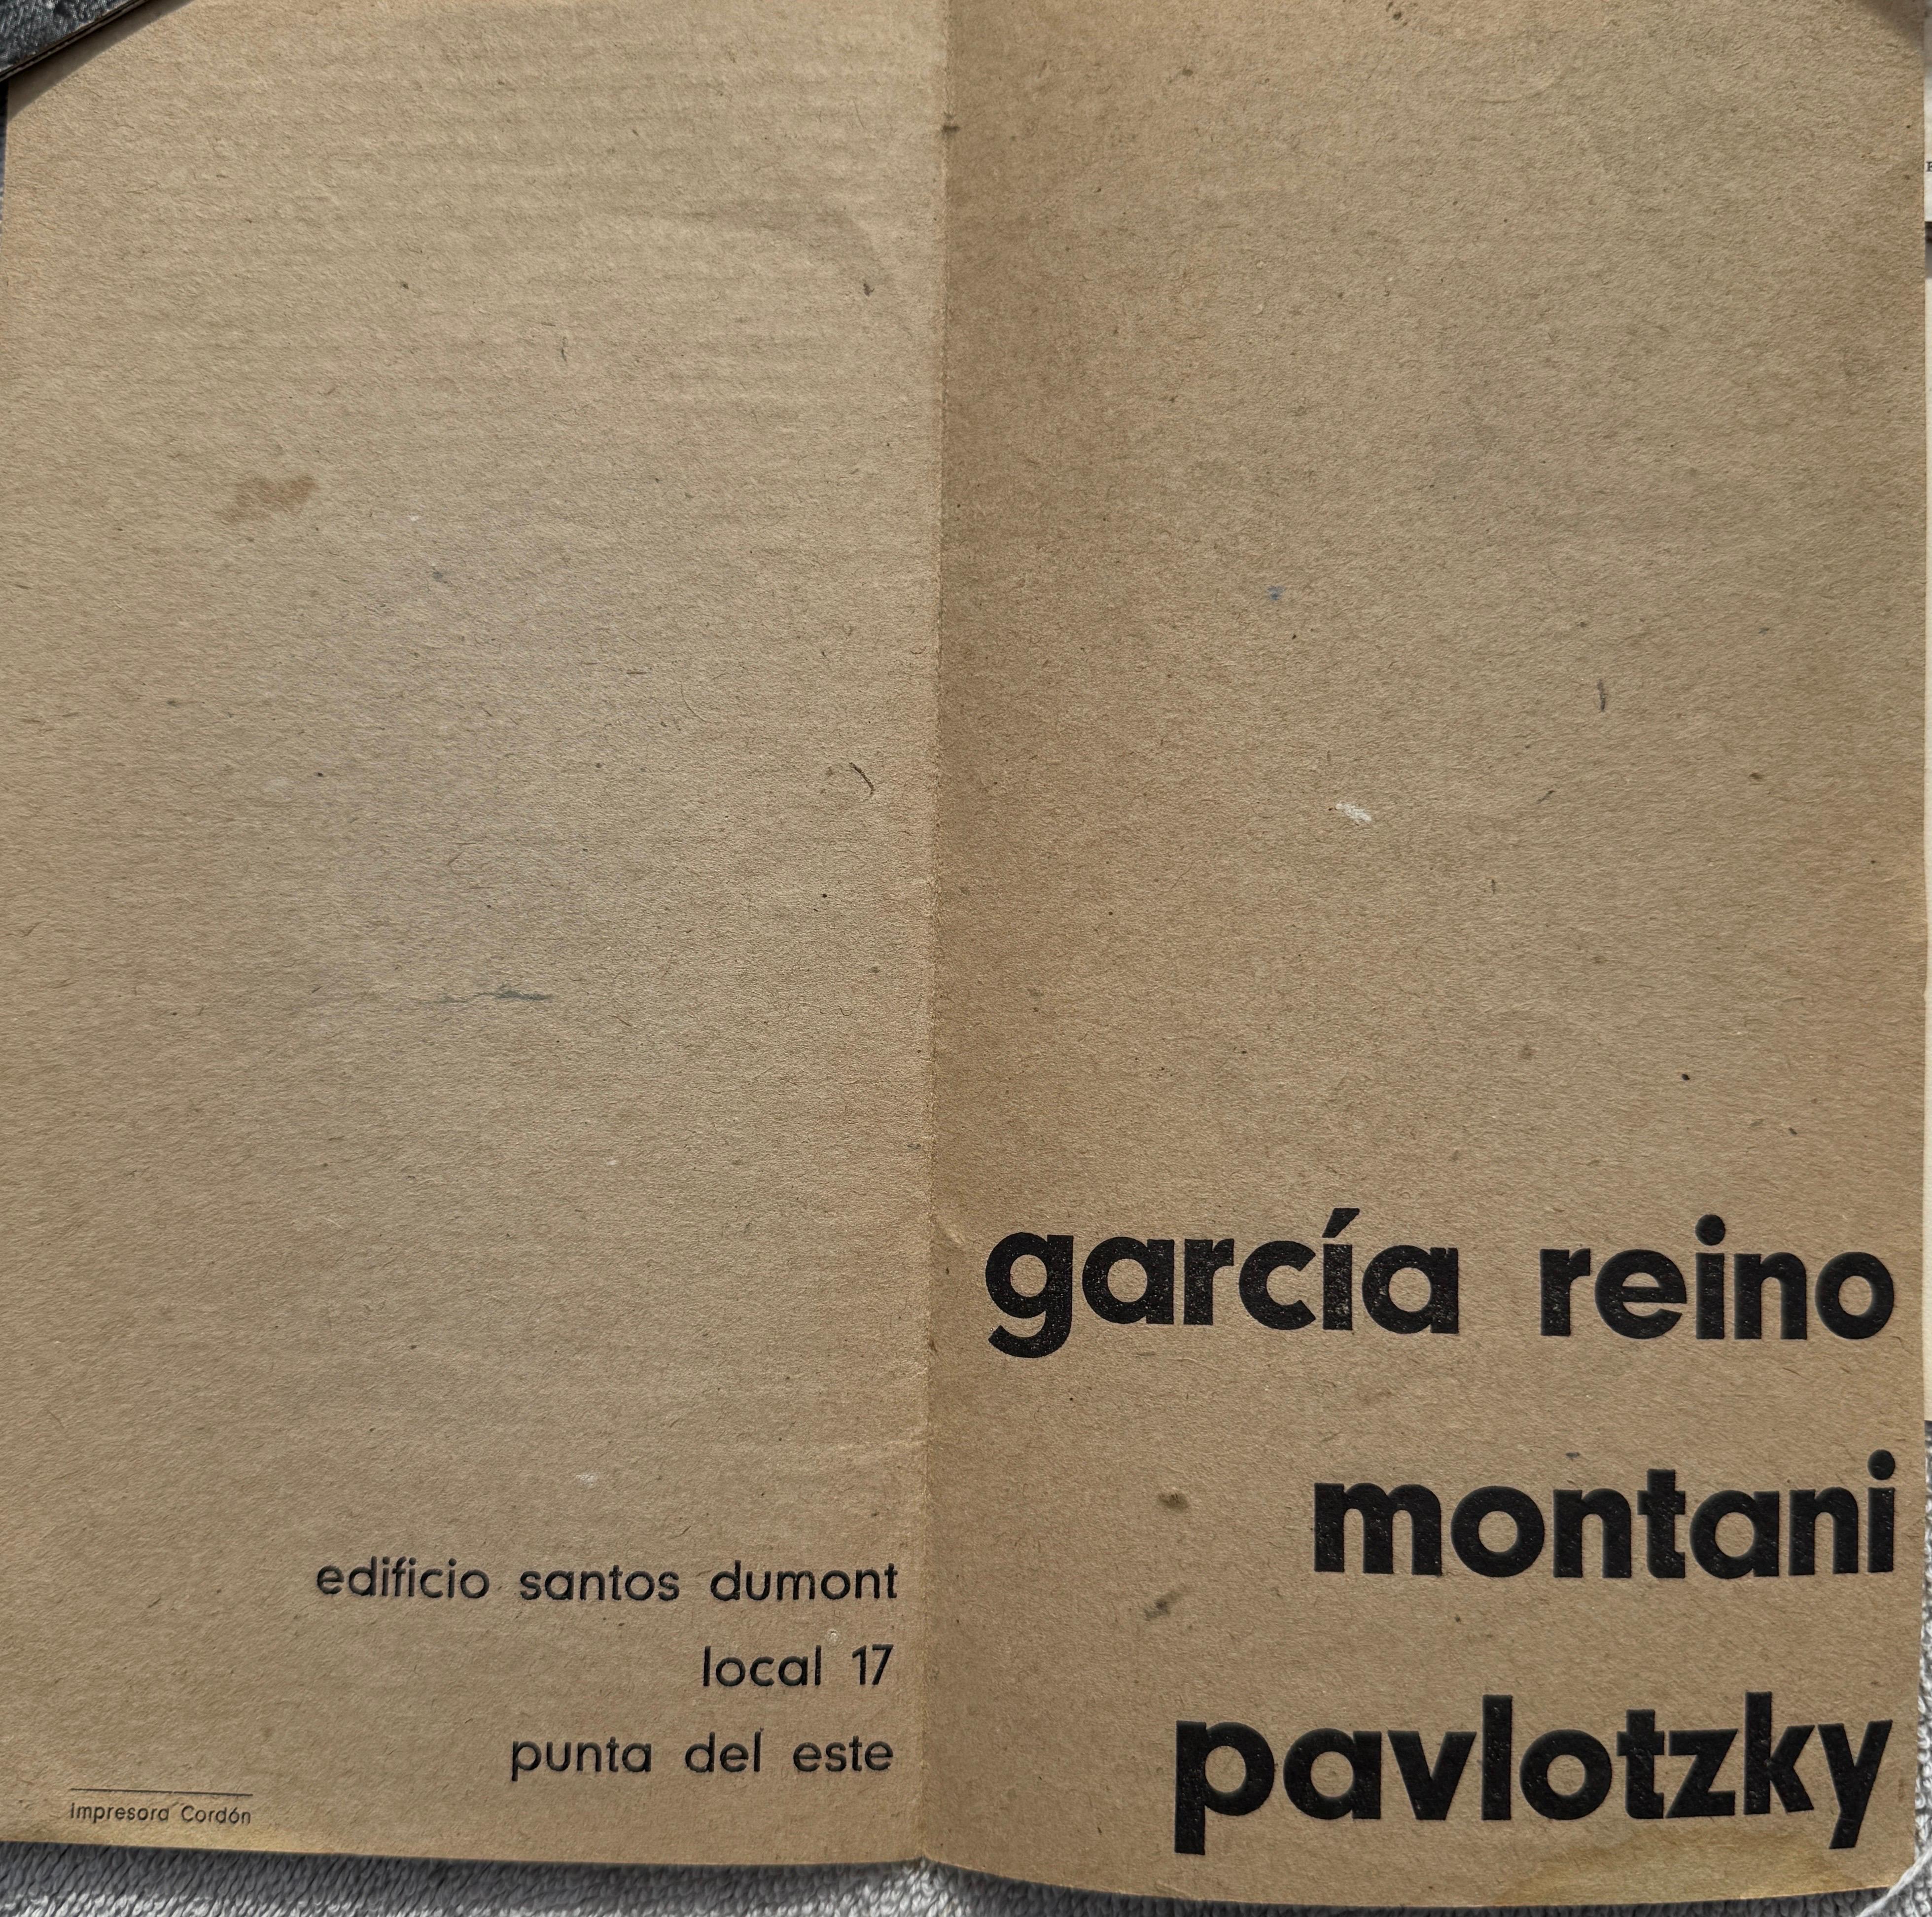 edificio santos dumont
local 17
punta del este
Impresora Cordón
garcía reino
montani
pavlotzky